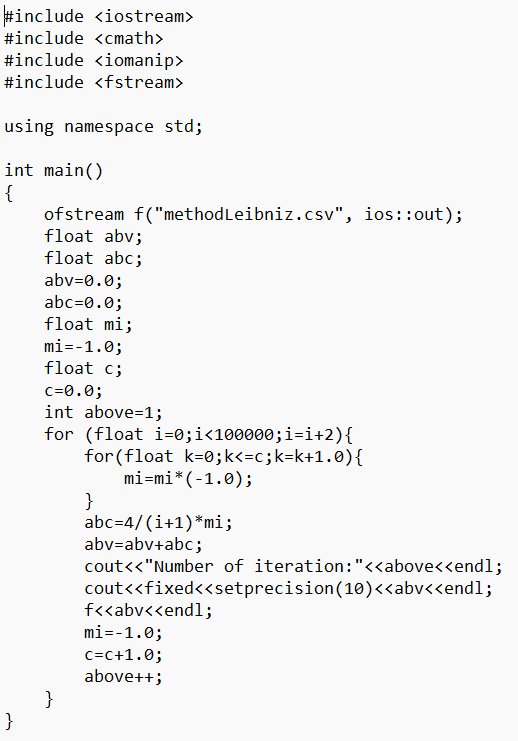 #include <iostream>
#include <cmath>
#include <iomanip>
#include <fstream>

using namespace std;

int main()
{
    ofstream f("methodLeibniz.csv", ios::out);
    float abv;
    float abc;
    abv=0.0;
    abc=0.0;
    float mi;
    mi=-1.0;
    float c;
    c=0.0;
    int above=1;
    for (float i=0;i<100000;i=i+2){
        for(float k=0;k<=c;k=k+1.0){
            mi=mi*(-1.0);
        }
        abc=4/(i+1)*mi;
        abv=abv+abc;
        cout<<"Number of iteration:"<<above<<endl;
        cout<<fixed<<setprecision(10)<<abv<<endl;
        f<<abv<<endl;
        mi=-1.0;
        c=c+1.0;
        above++;
    }
}